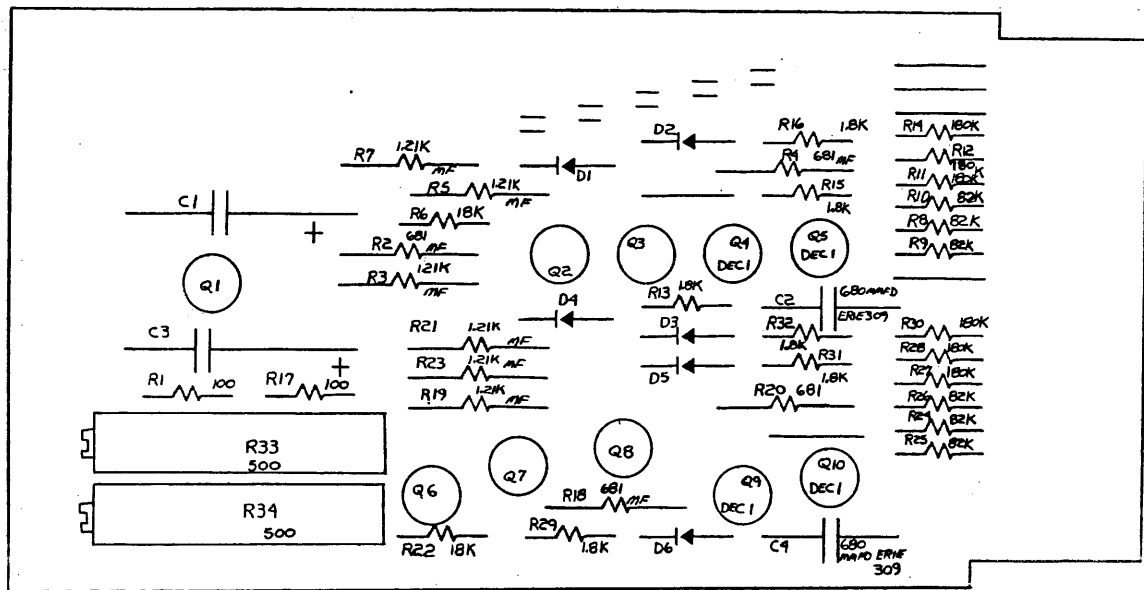 D2 R16 1.8K R14 180K
R7 1.21K MF D1 R4 681 MF R12 180K
R5 1.21K MF R15 1.8K R11 180K
C1 + R6 18K R10 82K
R2 681 MF Q2 Q3 Q4 DEC1 Q5 DEC1 R8 82K
Q1 R3 1.21K MF R9 82K
D4 R13 1.8K C2 680 MMFD ERIE 309
C3 + R21 1.21K MF D3 R32 1.8K R30 180K
R23 1.21K MF D5 R31 1.8K R28 180K
R1 100 R17 100 R27 180K
R19 1.21K MF R20 681 R26 82K
R24 82K
R33 500 Q8 R25 82K
Q6 Q7 Q9 DEC1 Q10 DEC1
R34 500 R18 681 MF
R22 18K R29 1.8K D6 C4 680 MMFD ERIE 309